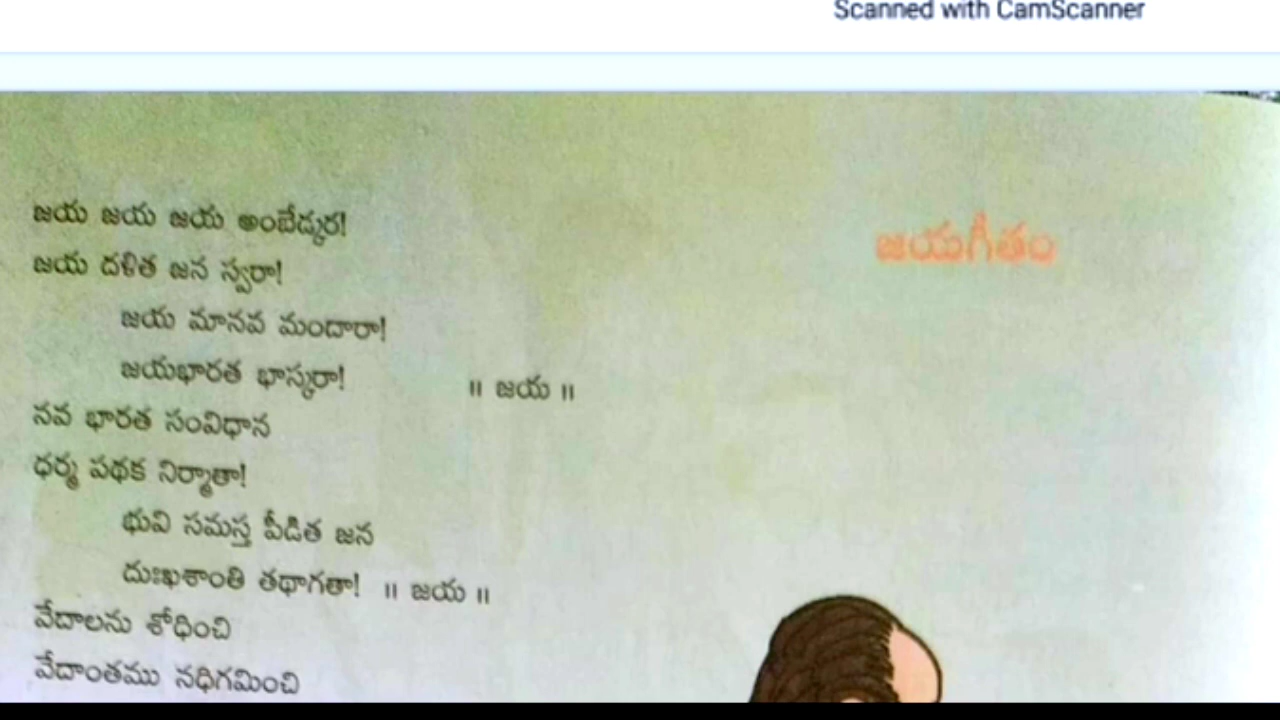 Scanned with CamScanner
జయగీతం
జయ జయ జయ అంబేడ్కర!
జయ దళిత జన స్వరా!
జయ మానవ మందారా!
జయభారత భాస్కరా! ॥ జయ ॥
నవ భారత సంవిధాన
ధర్మ పథక నిర్మాతా!
భువి సమస్త పీడిత జన
దుఃఖశాంతి తథాగతా! ॥ జయ ॥
వేదాలను శోధించి
వేదాంతము నధిగమించి